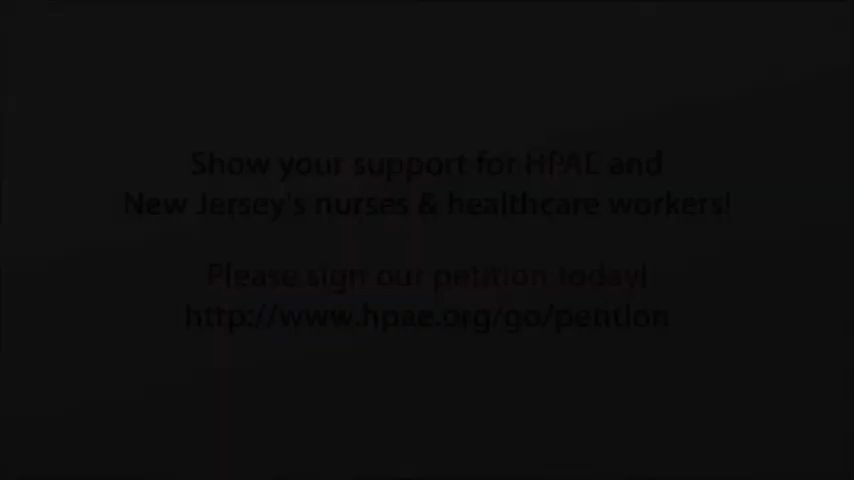 Show your support for HPAE and
New Jersey's nurses & healthcare workers!
Please sign our petition today!
http://www.hpae.org/go/petition